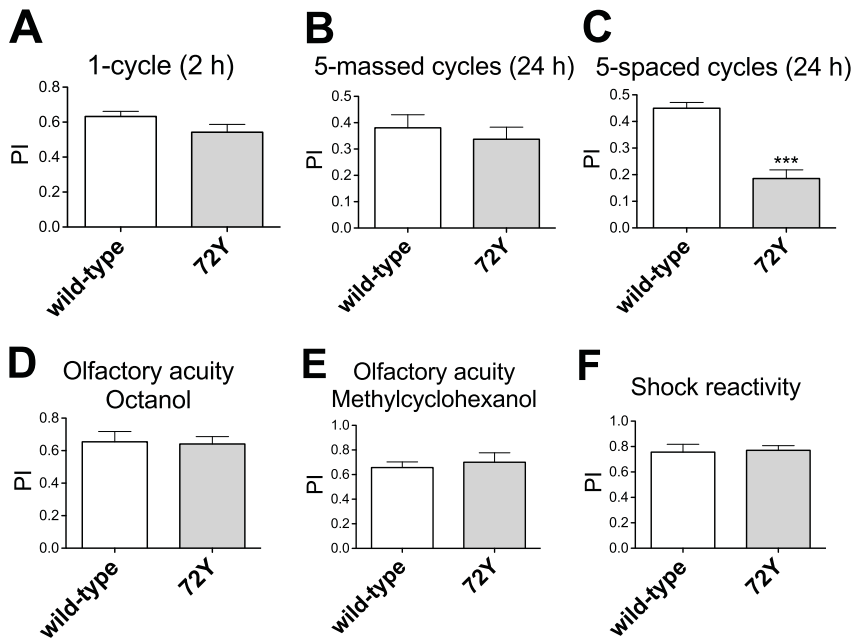 A
1-cycle (2 h)
PI
0.8
0.6
0.4
0.2
0.0
wild-type
72Y
B
5-massed cycles (24 h)
PI
0.5
0.4
0.3
0.2
0.1
0.0
wild-type
72Y
C
5-spaced cycles (24 h)
PI
0.5
0.4
0.3
0.2
0.1
0.0
***
wild-type
72Y
D
Olfactory acuity
Octanol
PI
0.8
0.6
0.4
0.2
0.0
wild-type
72Y
E
Olfactory acuity
Methylcyclohexanol
PI
1.0
0.8
0.6
0.4
0.2
0.0
wild-type
72Y
F
Shock reactivity
PI
1.0
0.8
0.6
0.4
0.2
0.0
wild-type
72Y